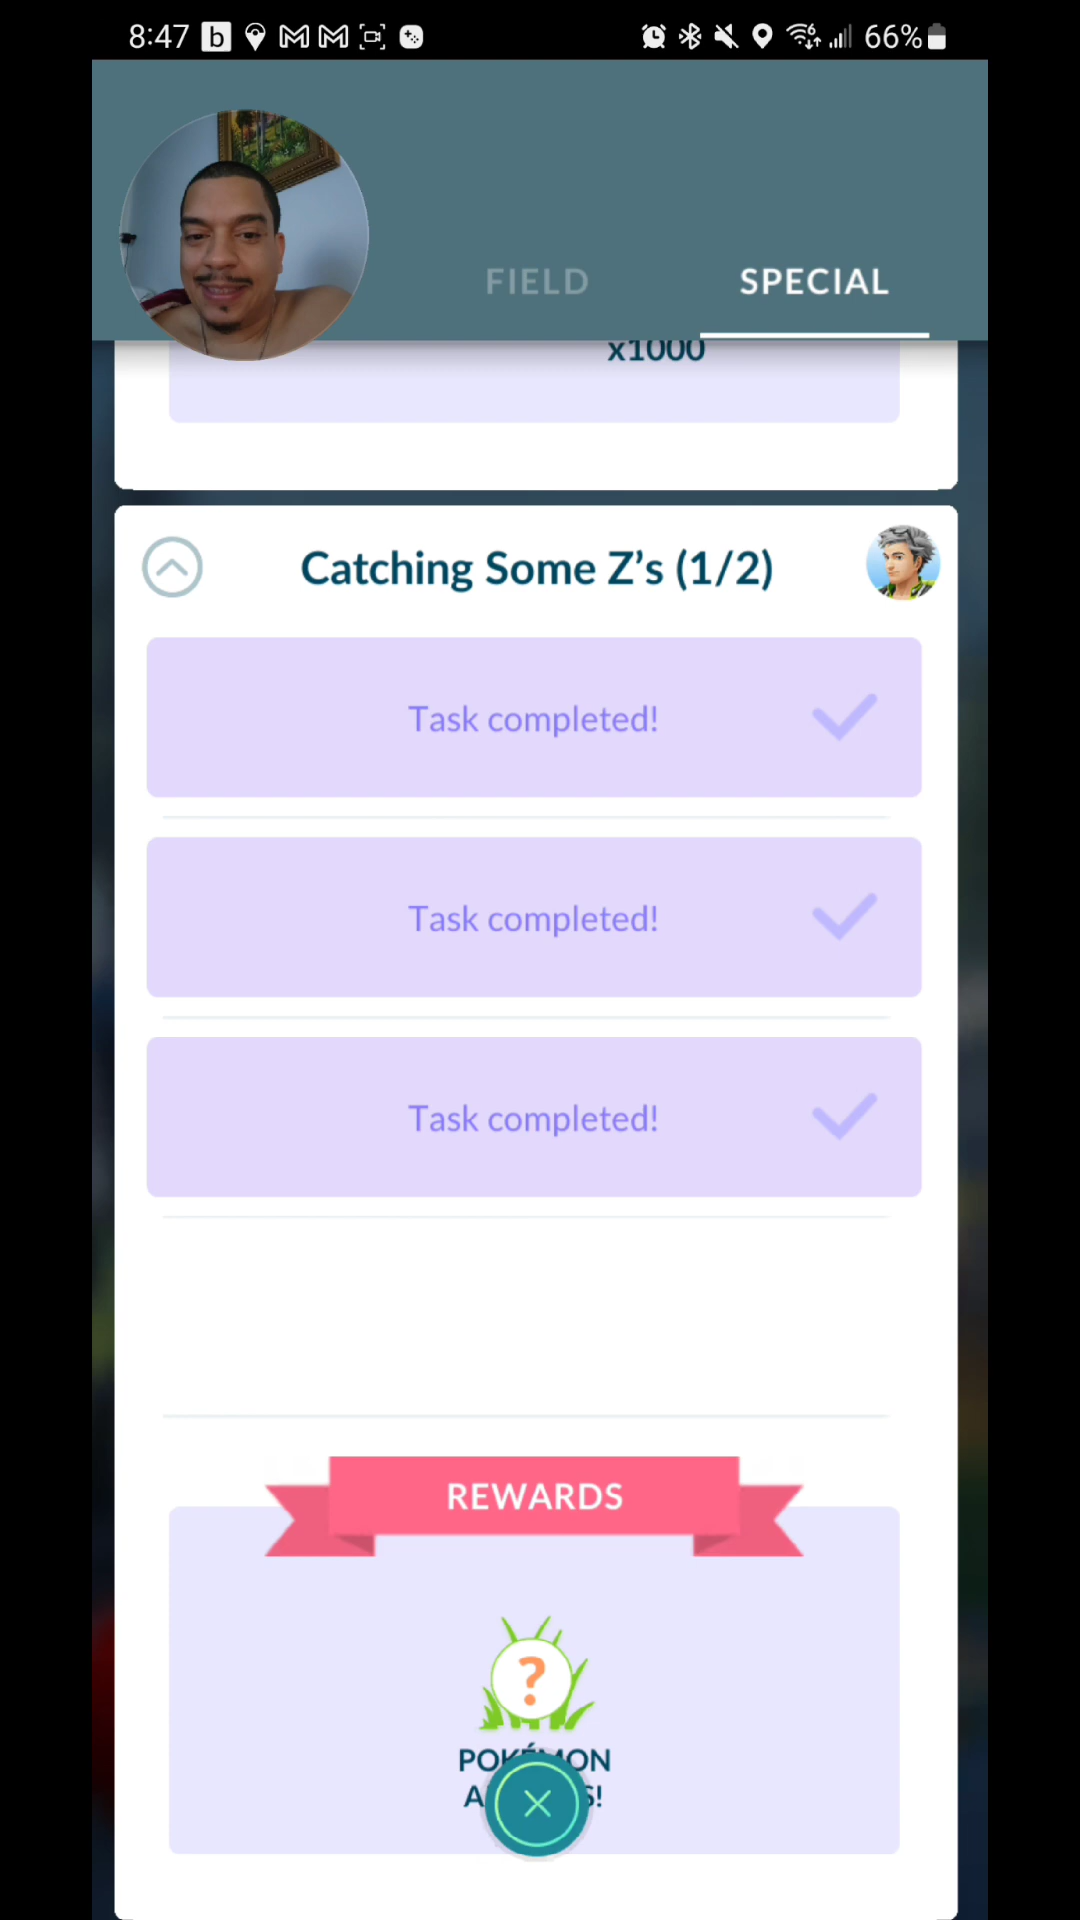 8:47
66%
FIELD
SPECIAL
x1000
Catching Some Z's (1/2)
Task completed!
Task completed!
Task completed!
REWARDS
?